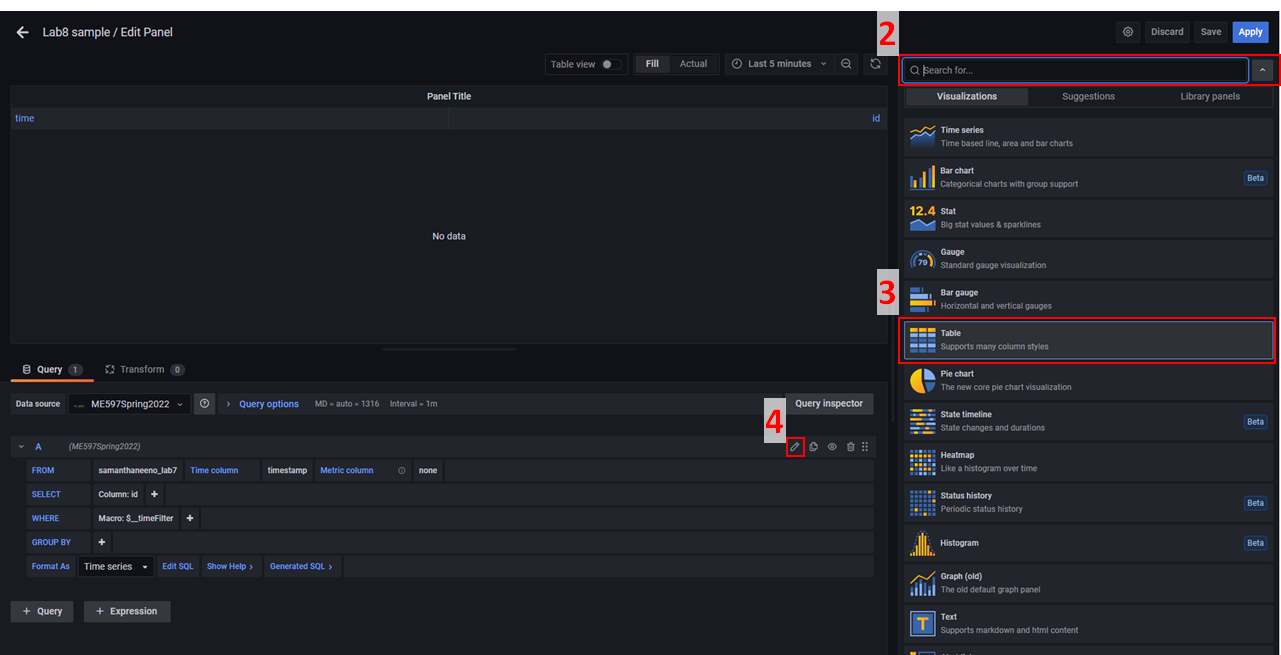 Lab8 sample / Edit Panel
2
Discard
Save
Apply
Table view
Fill
Actual
Last 5 minutes
Search for...
Panel Title
Visualizations
Suggestions
Library panels
time
id
No data
Time series
Time based line, area and bar charts
Bar chart
Categorical charts with group support
Beta
12.4
Stat
Big stat values & sparklines
79
Gauge
Standard gauge visualization
3
Bar gauge
Horizontal and vertical gauges
Table
Supports many column styles
Pie chart
The new core pie chart visualization
State timeline
State changes and durations
Beta
Heatmap
Like a histogram over time
Status history
Periodic status history
Beta
Histogram
Beta
Graph (old)
The old default graph panel
T
Text
Supports markdown and html content
Query 1
Transform 0
Data source
ME597Spring2022
Query options
MD = auto = 1316
Interval = 1m
Query inspector
4
A
(ME597Spring2022)
FROM
samanthaneeno_lab7
Time column
timestamp
Metric column
none
SELECT
Column: id
+
WHERE
Macro: $__timeFilter
+
GROUP BY
+
Format As
Time series
Edit SQL
Show Help >
Generated SQL >
+ Query
+ Expression